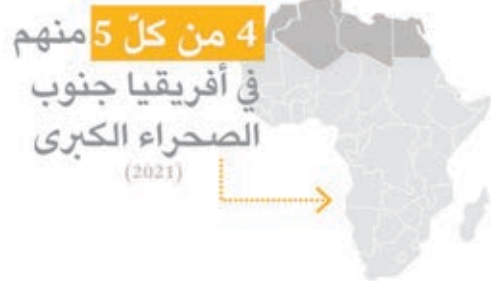 4 من كلّ 5 منهم
في أفريقيا جنوب
الصحراء الكبرى
(2021)